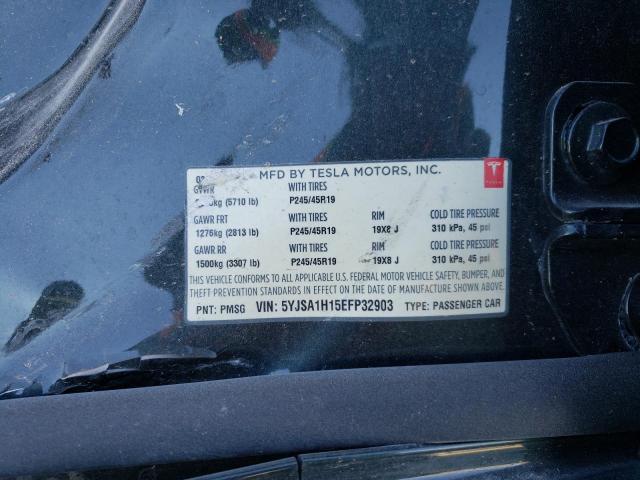 MFD BY TESLA MOTORS, INC.
GVWR WITH TIRES
(5710 lb) P245/45R19
GAWR FRT WITH TIRES RIM COLD TIRE PRESSURE
1276kg (2813 lb) P245/45R19 19X8 J 310 kPa, 45 psi
GAWR RR WITH TIRES RIM COLD TIRE PRESSURE
1500kg (3307 lb) P245/45R19 19X8 J 310 kPa, 45 psi
THIS VEHICLE CONFORMS TO ALL APPLICABLE U.S. FEDERAL MOTOR VEHICLE SAFETY, BUMPER, AND
THEFT PREVENTION STANDARDS IN EFFECT ON THE DATE OF MANUFACTURE SHOWN ABOVE.
PNT: PMSG VIN: 5YJSA1H15EFP32903 TYPE: PASSENGER CAR